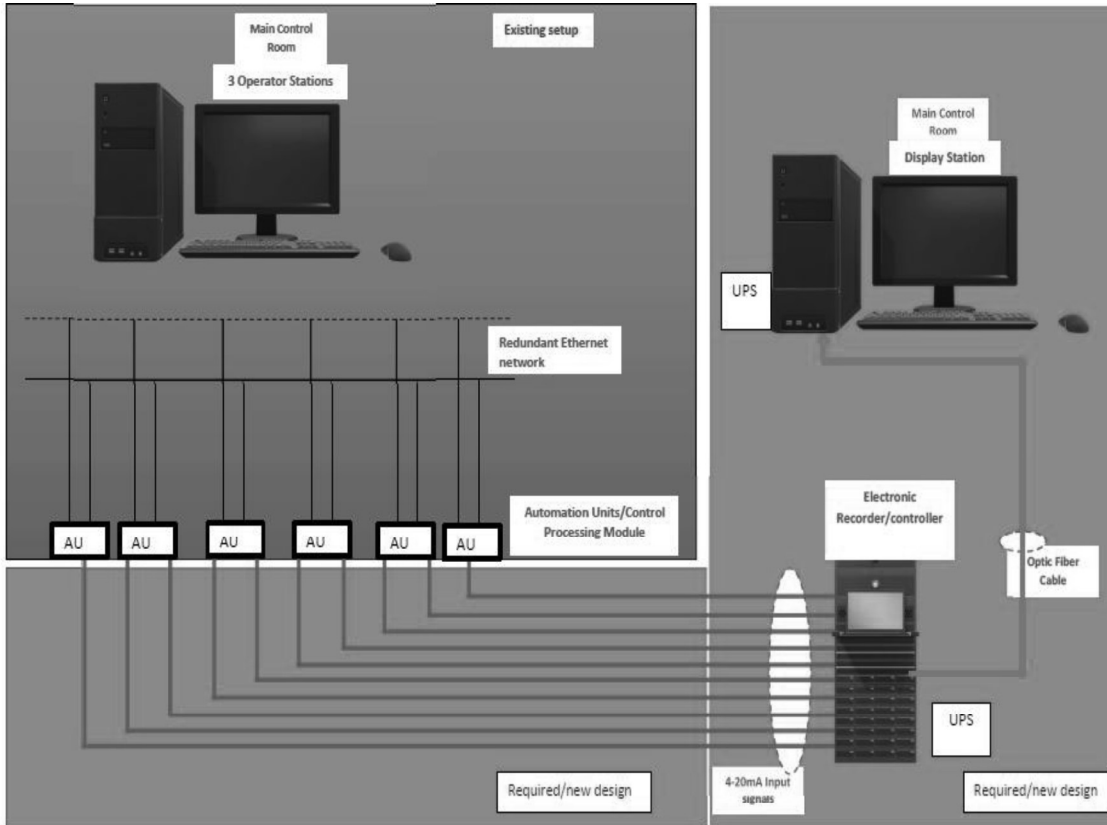 Main Control
Room
3 Operator Stations
Existing setup
Redundant Ethernet
network
AU
AU
AU
AU
AU
AU
Automation Units/Control
Processing Module
Required/new design
Main Control
Room
Display Station
UPS
Electronic
Recorder/controller
Optic Fiber
Cable
UPS
4-20mA Input
signals
Required/new design